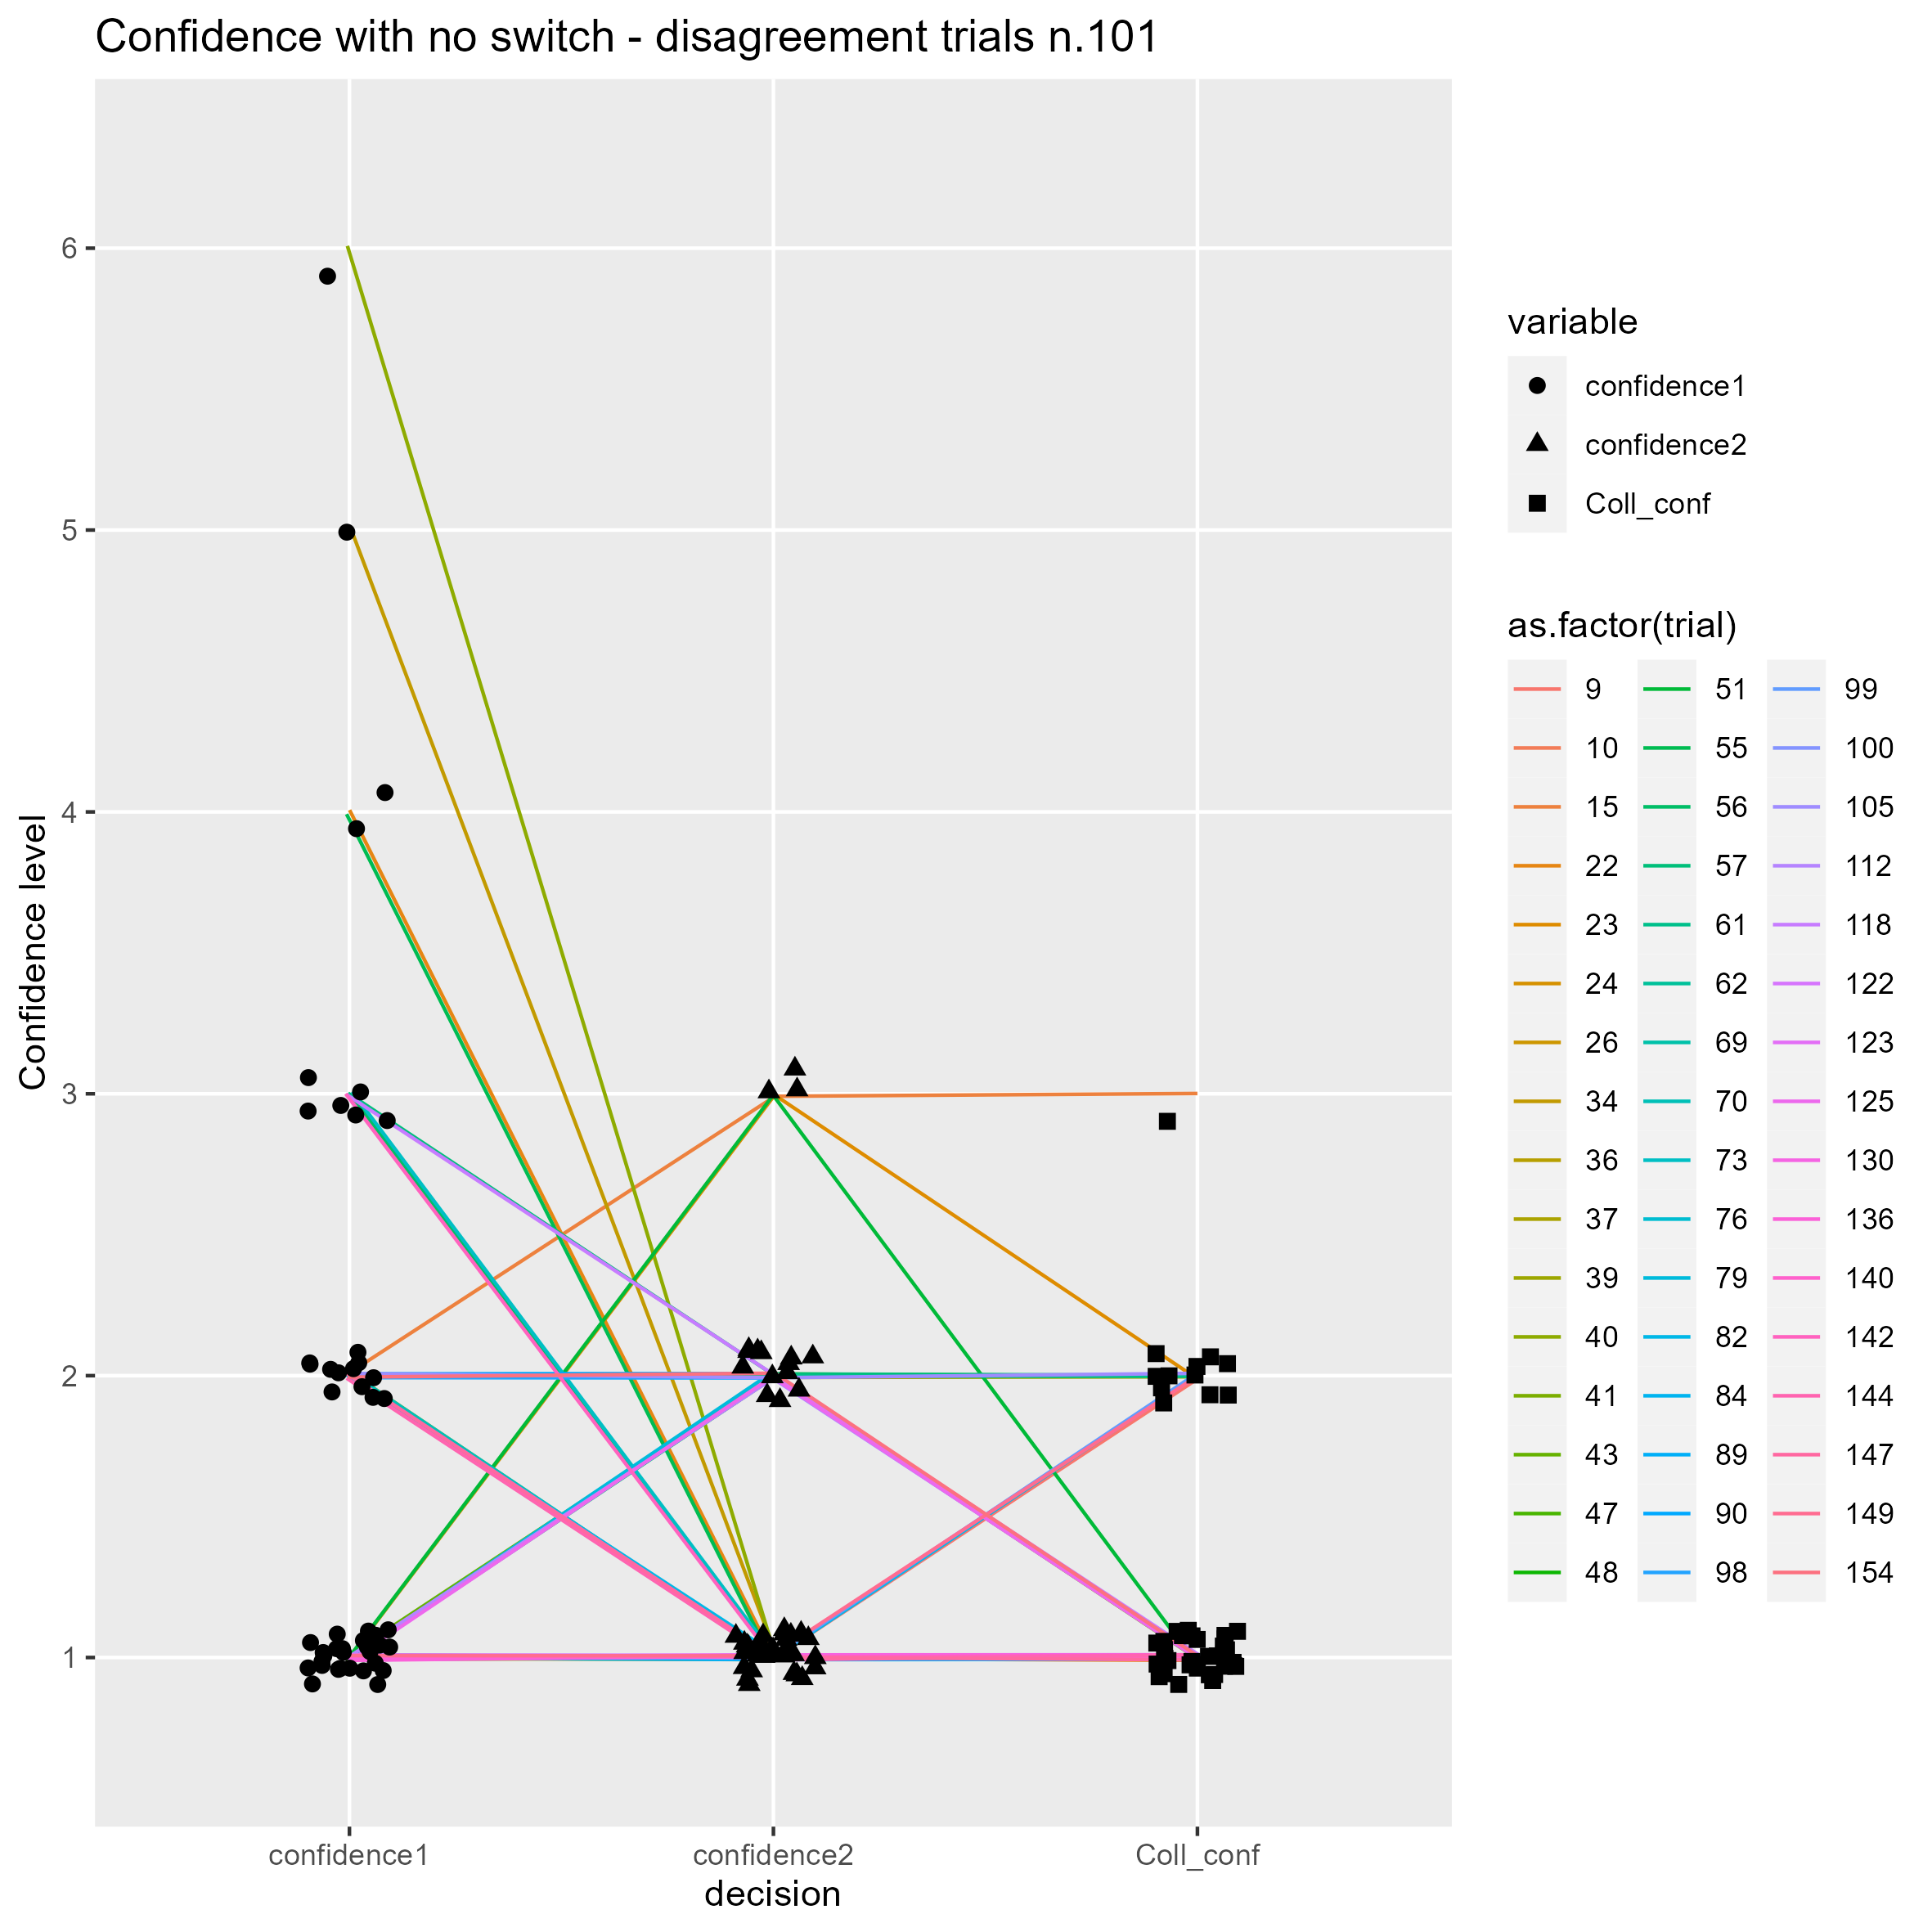 Confidence with no switch - disagreement trials n.101
Confidence level
6
5
4
3
2
1
confidence1 confidence2 Coll_conf
decision
variable
confidence1
confidence2
Coll_conf
as.factor(trial)
9 51 99
10 55 100
15 56 105
22 57 112
23 61 118
24 62 122
26 69 123
34 70 125
36 73 130
37 76 136
39 79 140
40 82 142
41 84 144
43 89 147
47 90 149
48 98 154